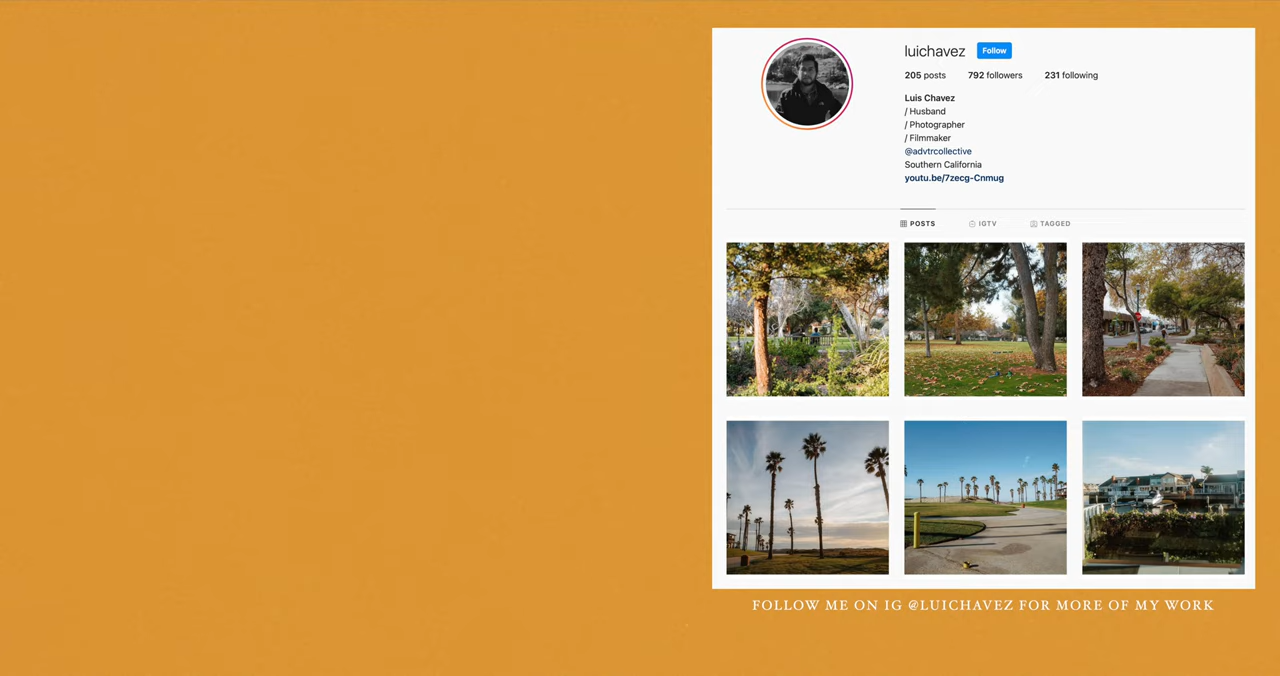 luichavez Follow
205 posts 792 followers 231 following
Luis Chavez
/ Husband
/ Photographer
/ Filmmaker
@advtrcollective
Southern California
youtu.be/7zecg-Cnmug
POSTS IGTV TAGGED
FOLLOW ME ON IG @LUICHAVEZ FOR MORE OF MY WORK